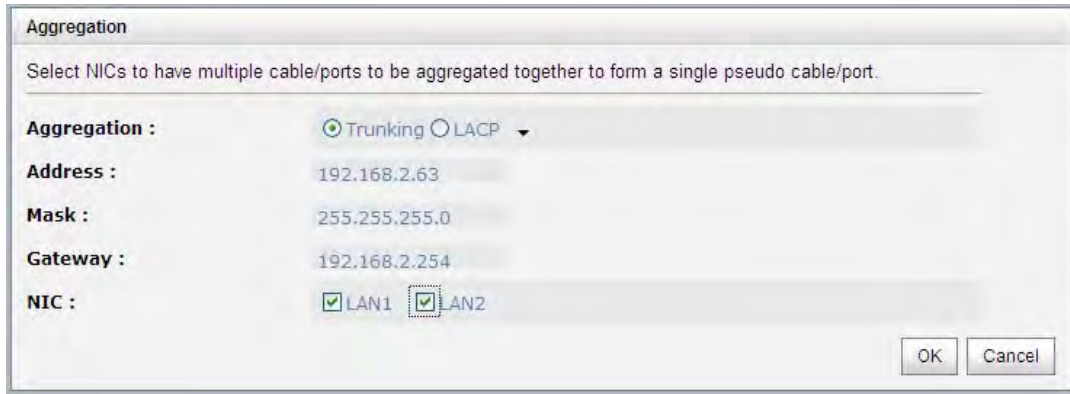 Aggregation
Select NICs to have multiple cable/ports to be aggregated together to form a single pseudo cable/port.
Aggregation : Trunking LACP
Address : 192.168.2.63
Mask : 255.255.255.0
Gateway : 192.168.2.254
NIC : LAN1 LAN2
OK Cancel